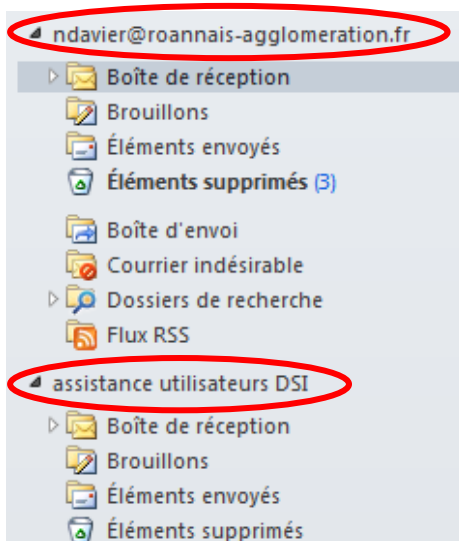 ndavier@roannais-agglomeration.fr
Boîte de réception
Brouillons
Éléments envoyés
Éléments supprimés (3)
Boîte d'envoi
Courrier indésirable
Dossiers de recherche
Flux RSS
assistance utilisateurs DSI
Boîte de réception
Brouillons
Éléments envoyés
Éléments supprimés